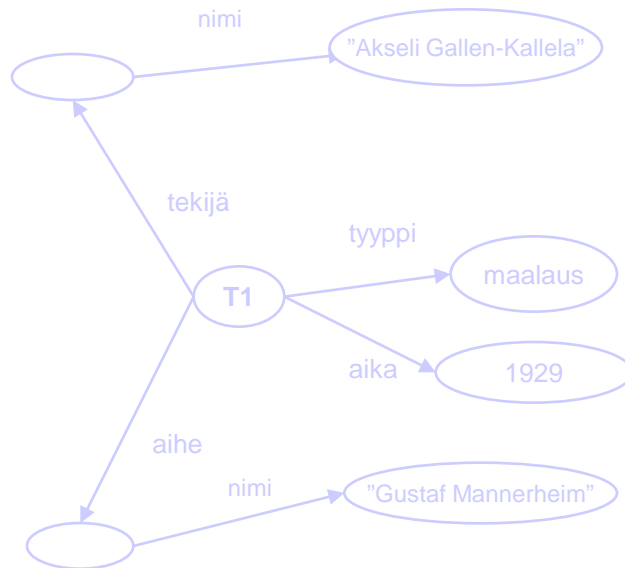 nimi
”Akseli Gallen-Kallela”
tekijä
tyyppi
maalaus
T1
aika
1929
aihe
nimi
”Gustaf Mannerheim”